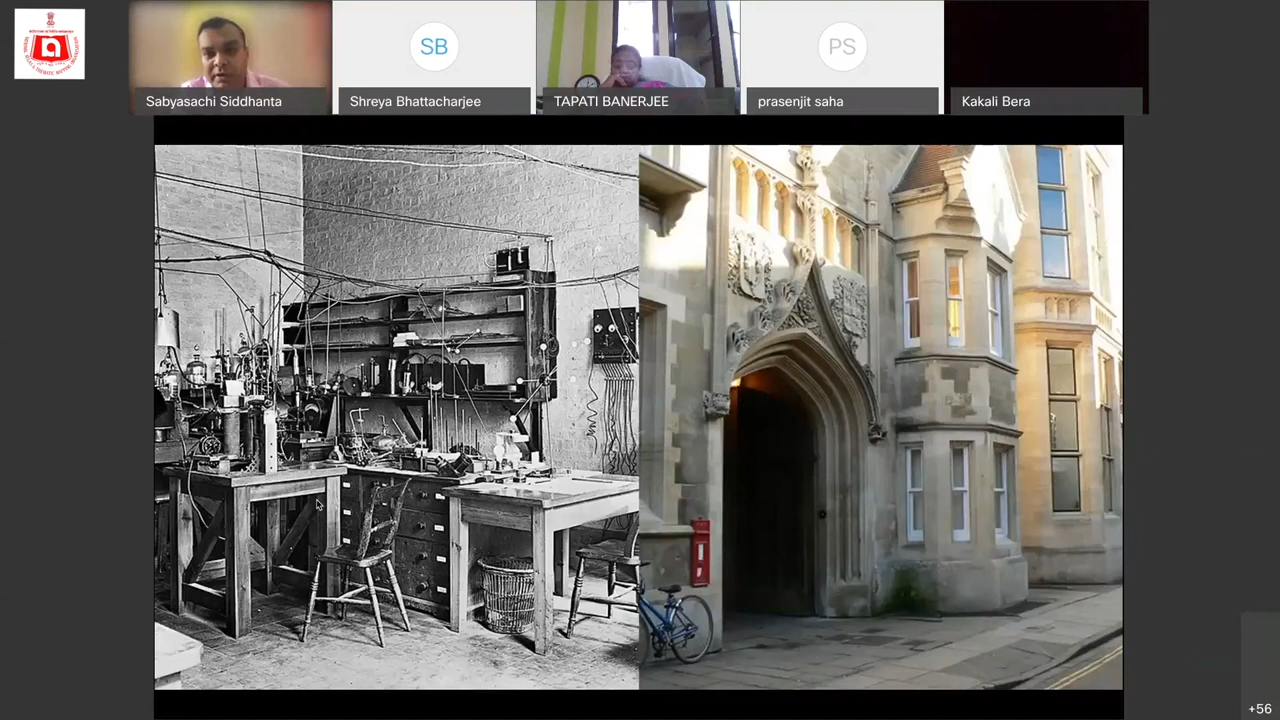 Sabyasachi Siddhanta
SB
Shreya Bhattacharjee
TAPATI BANERJEE
PS
prasenjit saha
Kakali Bera
+56